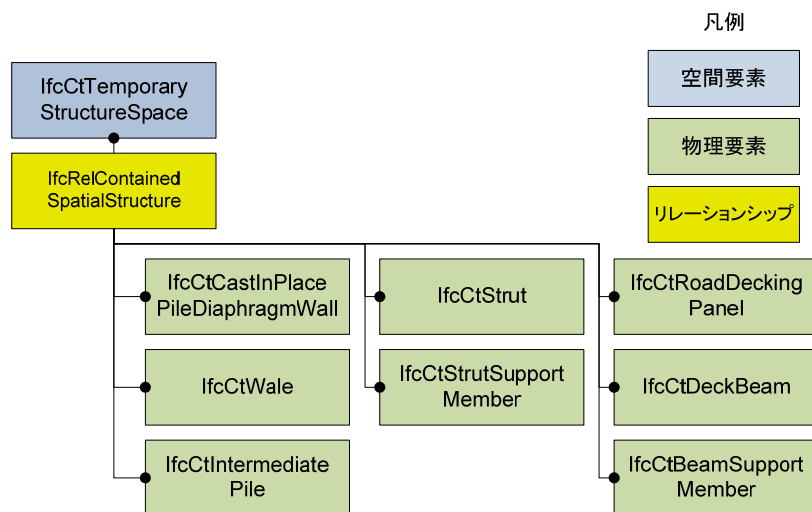 凡例
IfcCtTemporary
StructureSpace
空間要素
物理要素
IfcRelContained
SpatialStructure
リレーションシップ
IfcCtCastInPlace
PileDiaphragmWall
IfcCtStrut
IfcCtRoadDecking
Panel
IfcCtWale
IfcCtStrutSupport
Member
IfcCtDeckBeam
IfcCtIntermediate
Pile
IfcCtBeamSupport
Member